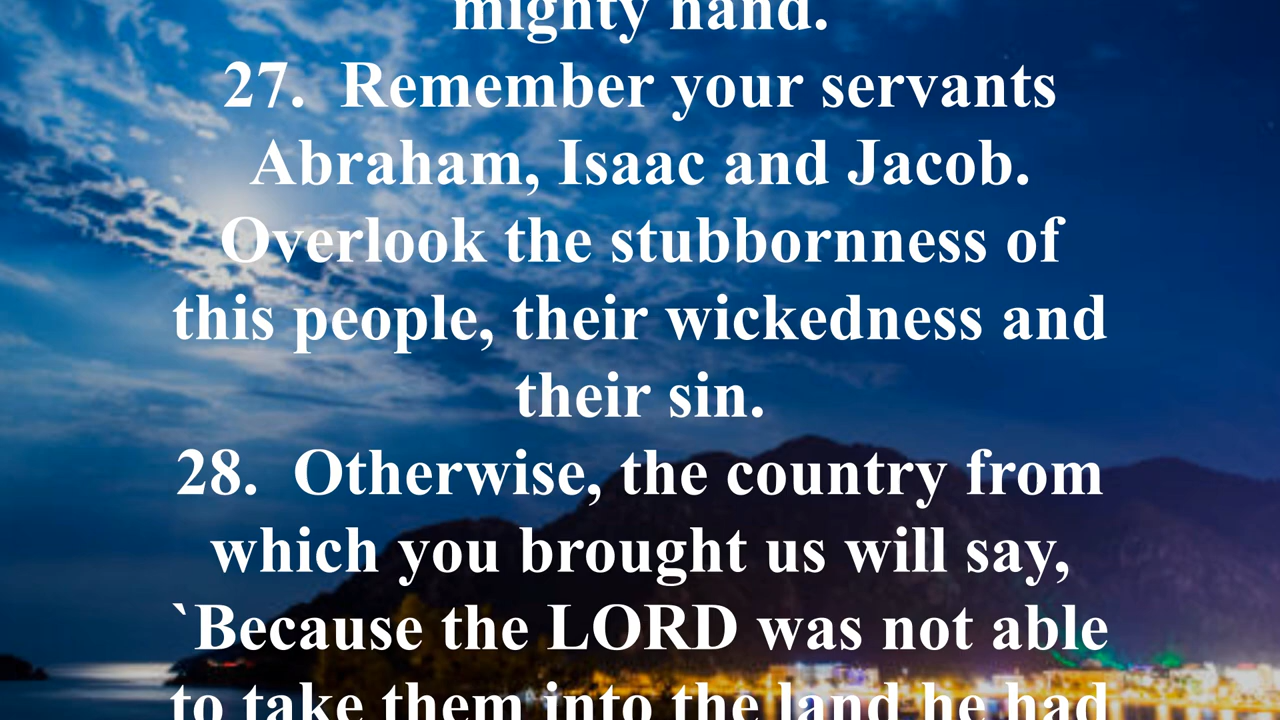 mighty hand.
27. Remember your servants
Abraham, Isaac and Jacob.
Overlook the stubbornness of
this people, their wickedness and
their sin.
28. Otherwise, the country from
which you brought us will say,
`Because the LORD was not able
to take them into the land he had